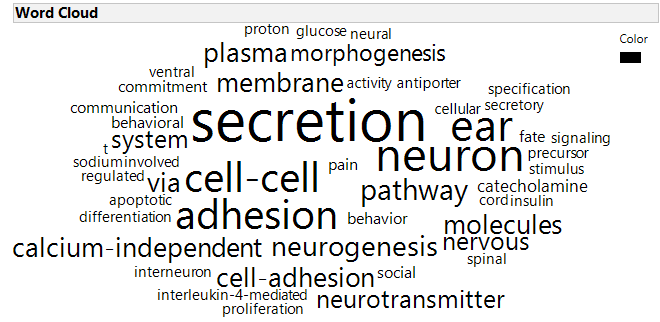 Word Cloud
Color
proton glucose neural
plasma morphogenesis
ventral
commitment membrane activity antiporter
specification
communication secretion cellular secretory
behavioral
t system ear fate signaling
sodium involved neuron precursor
pain stimulus
regulated via cell-cell pathway catecholamine
apoptotic cord insulin
differentiation adhesion behavior molecules
calcium-independent neurogenesis nervous
spinal
interneuron cell-adhesion social
interleukin-4-mediated neurotransmitter
proliferation